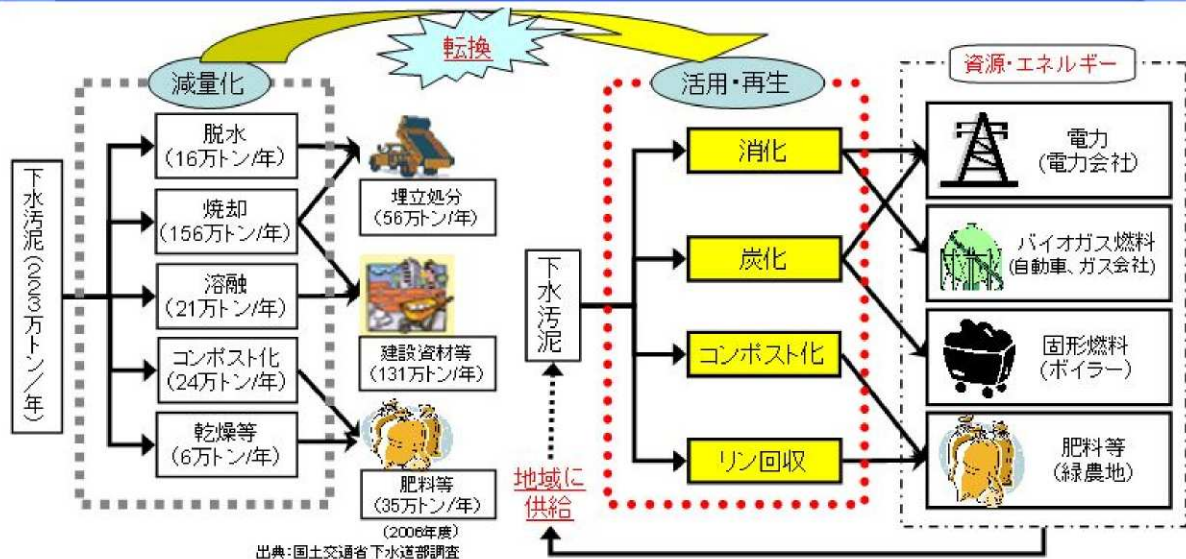 転換
減量化
下水汚泥(223万トン/年)
脱水
(16万トン/年)
焼却
(156万トン/年)
溶融
(21万トン/年)
コンポスト化
(24万トン/年)
乾燥等
(6万トン/年)
埋立処分
(56万トン/年)
建設資材等
(131万トン/年)
肥料等
(35万トン/年)
(2006年度)
出典:国土交通省下水道部調査
活用・再生
下水汚泥
地域に
供給
消化
炭化
コンポスト化
リン回収
資源・エネルギー
電力
(電力会社)
バイオガス燃料
(自動車、ガス会社)
固形燃料
(ボイラー)
肥料等
(緑農地)